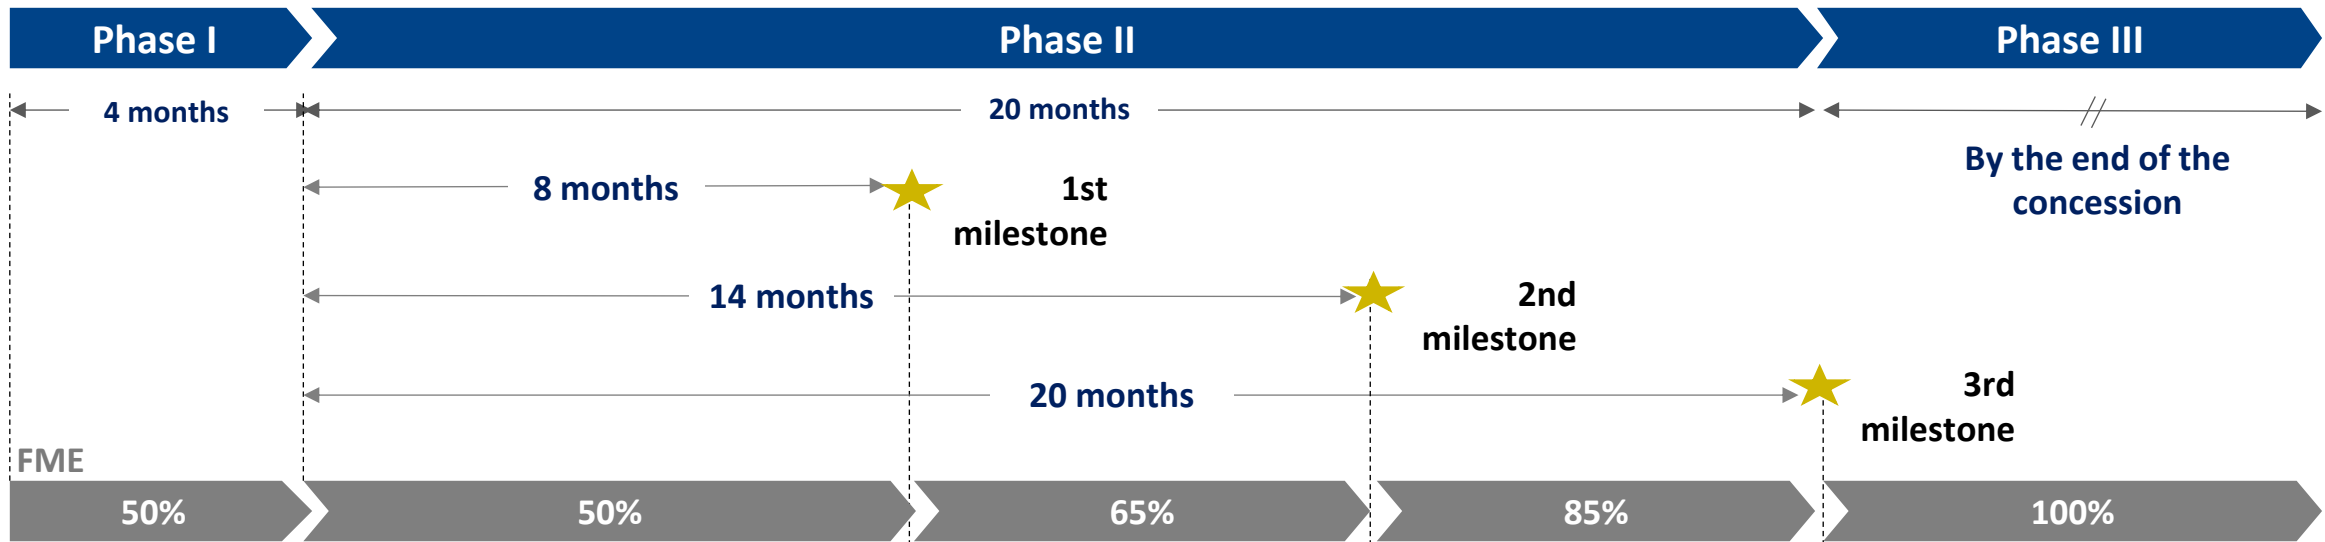 Phase I
Phase II
Phase III
4 months
20 months
By the end of the
concession
8 months
1st
milestone
14 months
2nd
milestone
20 months
3rd
milestone
FME
50%
50%
65%
85%
100%